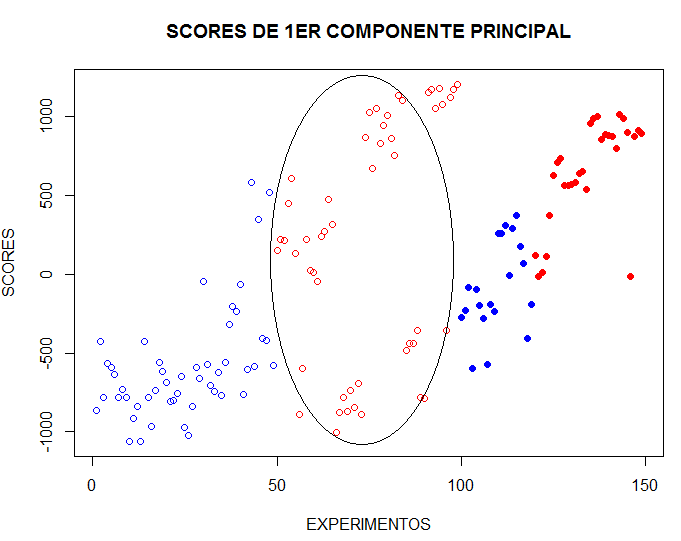 SCORES DE 1ER COMPONENTE PRINCIPAL
1000
500
0
-500
-1000
SCORES
0 50 100 150
EXPERIMENTOS